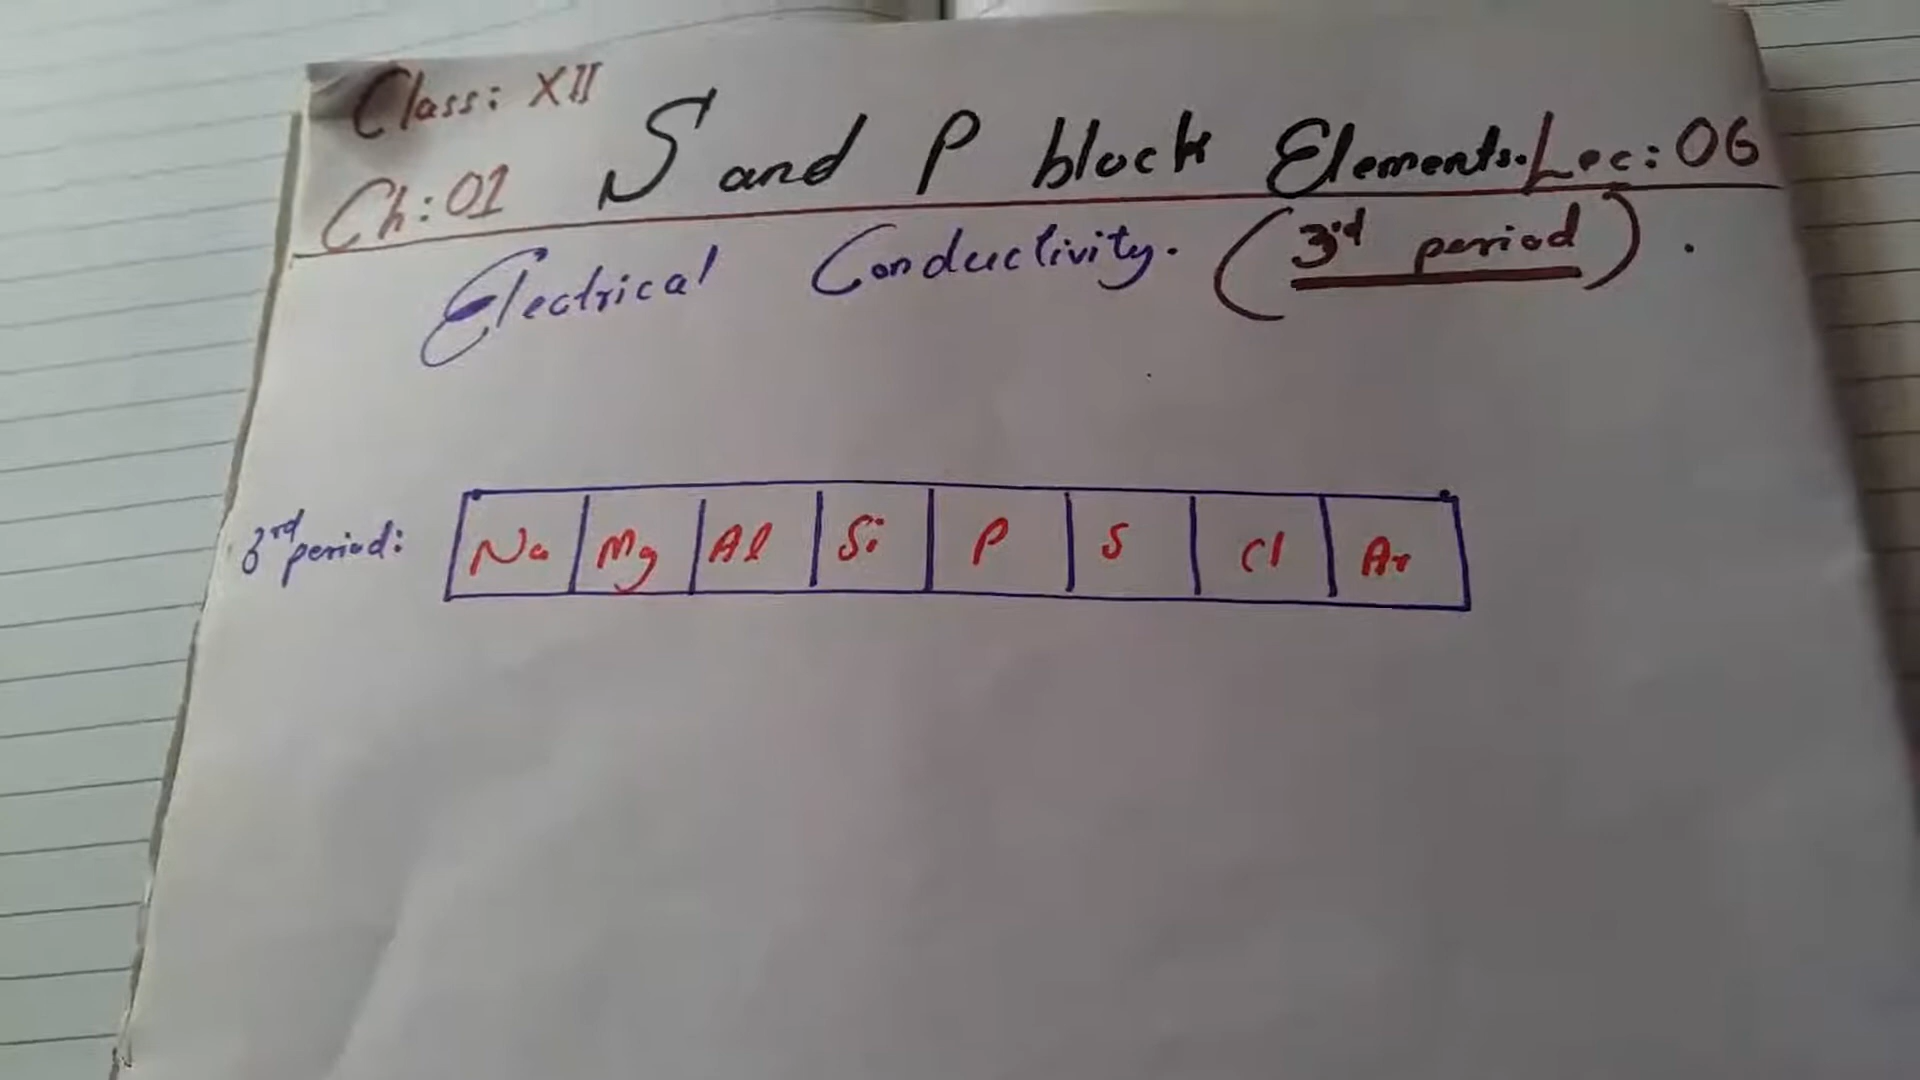 Class: XII
Ch: 01 S and P block Elements. Lec: 06
Electrical Conductivity. (3rd period).
3rd period: Na Mg Al Si P S Cl Ar